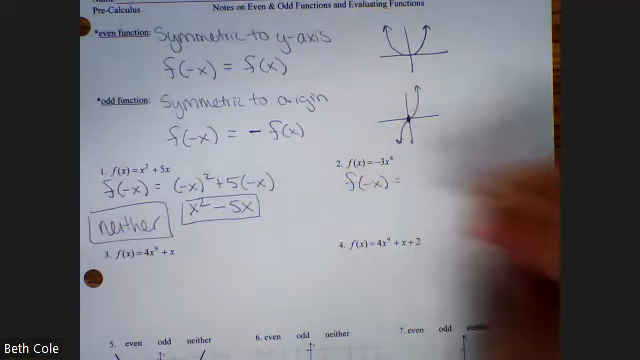 Pre-Calculus Notes on Even & Odd Functions and Evaluating Functions
*even function: Symmetric to y-axis
f(-x) = f(x)
*odd function: Symmetric to origin
f(-x) = - f(x)
1. f(x) = x² + 5x
f(-x) = (-x)² + 5(-x)
x² - 5x
neither
2. f(x) = -3x⁸
f(-x) =
3. f(x) = 4x⁹ + x
4. f(x) = 4x⁹ + x + 2
5. even odd neither
6. even odd neither
7. even odd neither
Beth Cole